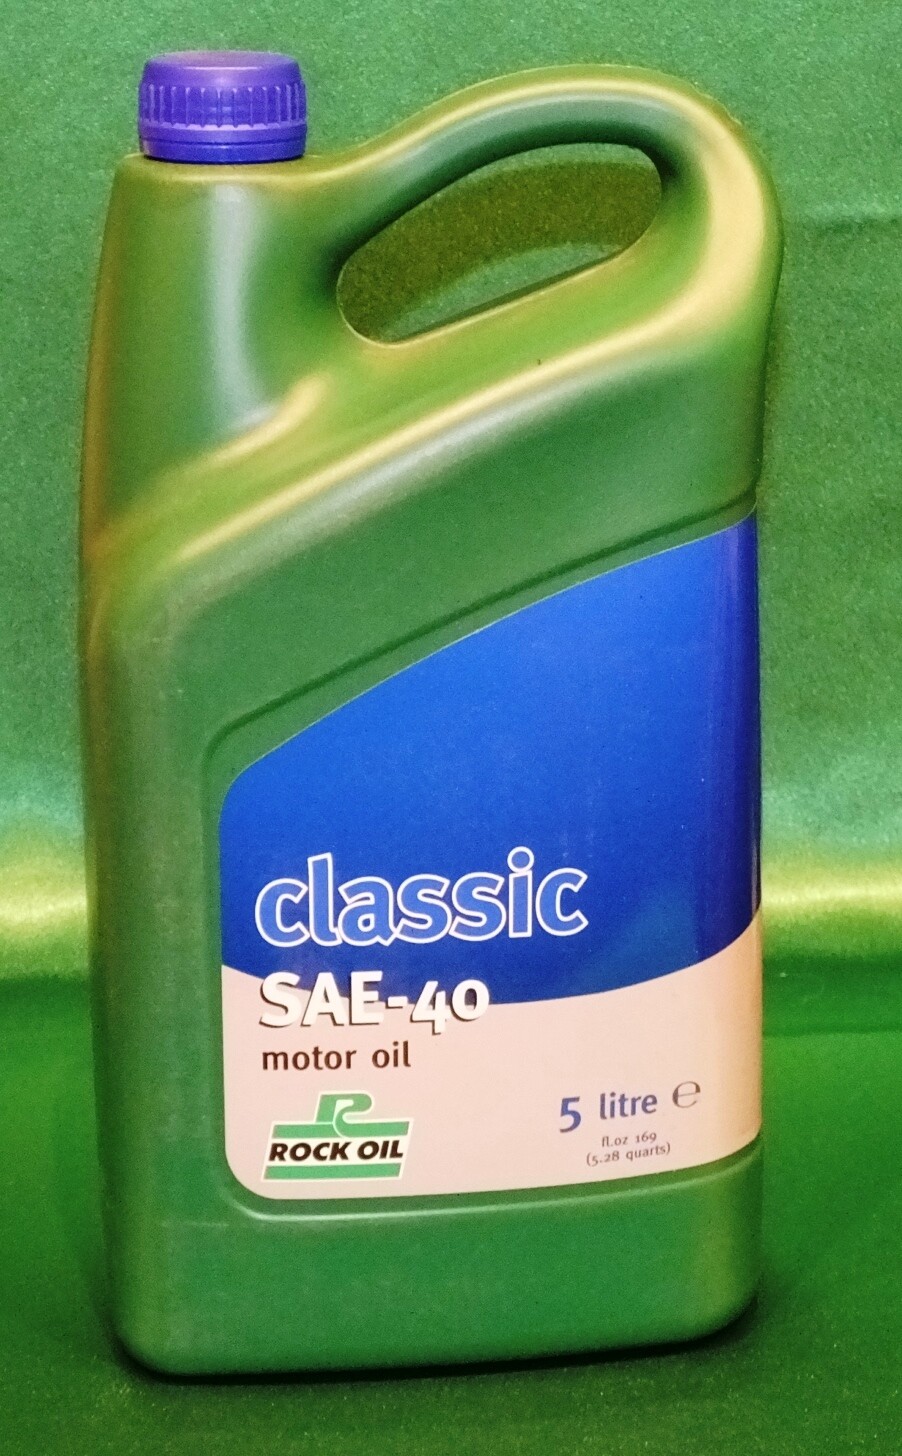 classic
SAE-40
motor oil
ROCK OIL
5 litre ℮
fl.oz 169
(5.28 quarts)